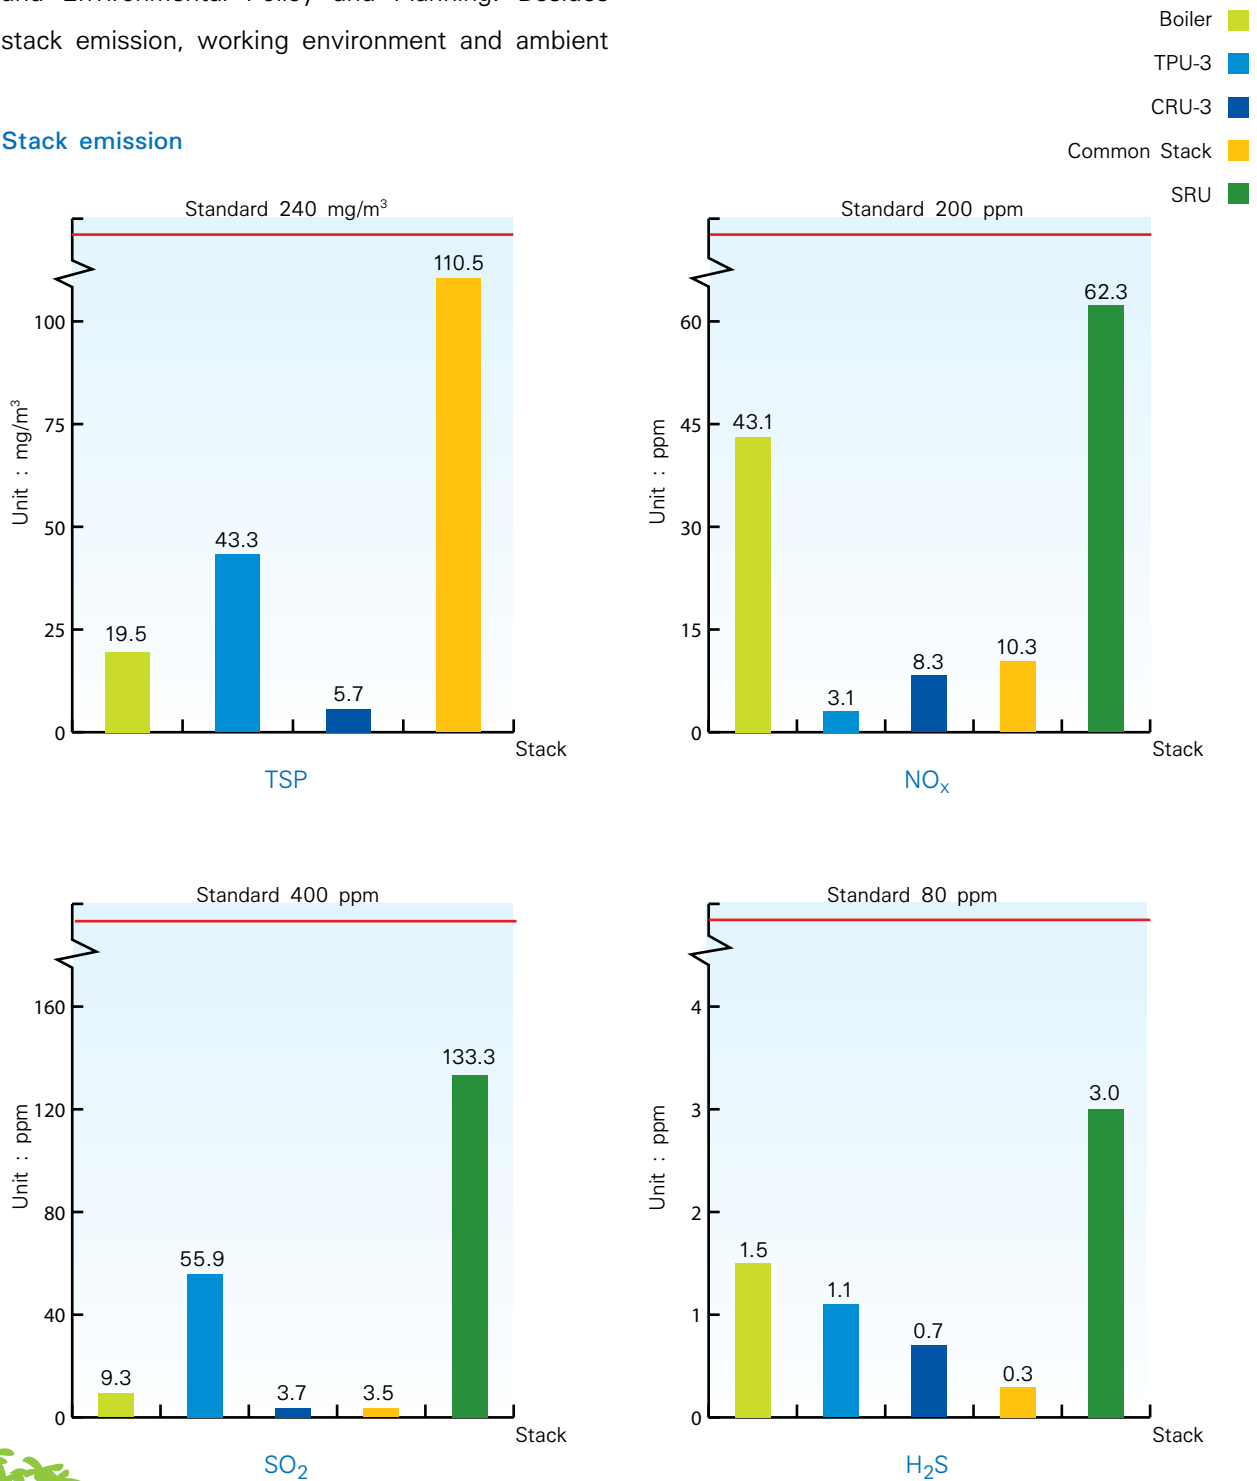 stack emission, working environment and ambient
Boiler
TPU-3
CRU-3
Common Stack
SRU
Stack emission
Standard 240 mg/m³
Unit : mg/m³
100
75
50
25
0
19.5
43.3
5.7
110.5
Stack
TSP
Standard 200 ppm
Unit : ppm
60
45
30
15
0
43.1
3.1
8.3
10.3
62.3
Stack
NOₓ
Standard 400 ppm
Unit : ppm
160
120
80
40
0
9.3
55.9
3.7
3.5
133.3
Stack
SO₂
Standard 80 ppm
Unit : ppm
4
3
2
1
0
1.5
1.1
0.7
0.3
3.0
Stack
H₂S